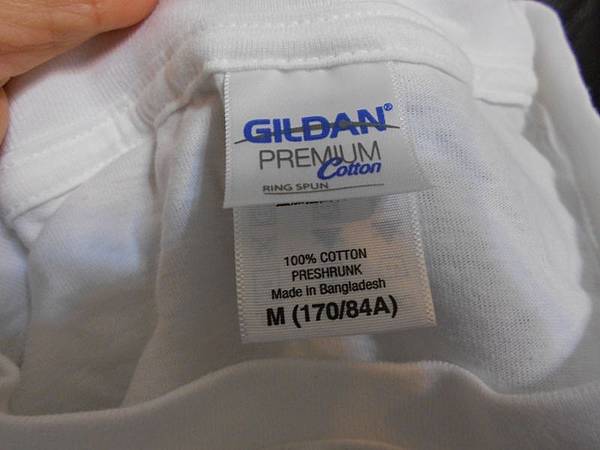 GILDAN®
PREMIUM
Cotton
RING SPUN
100% COTTON
PRESHRUNK
Made in Bangladesh
M (170/84A)